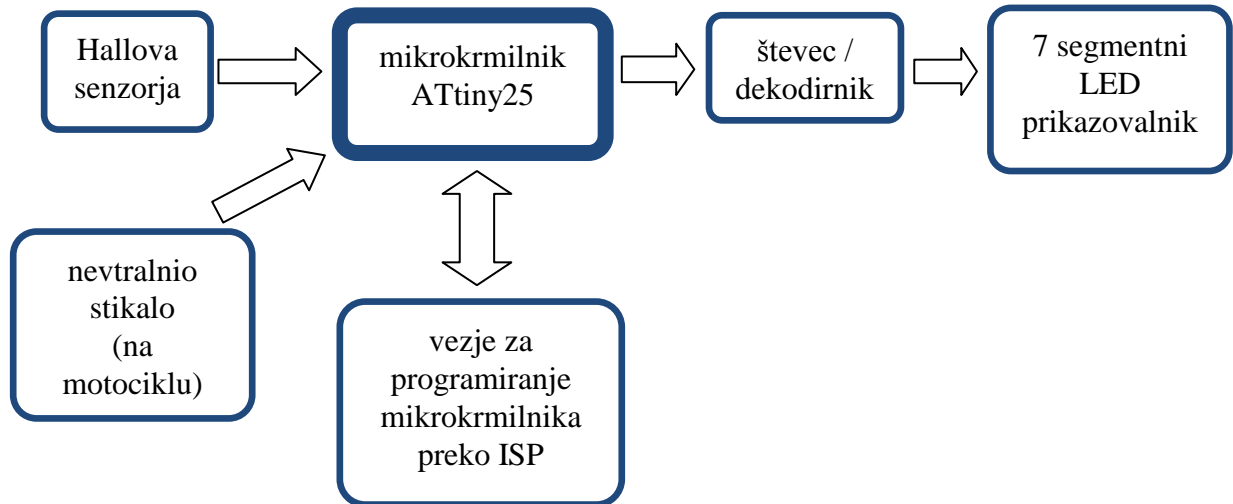 Hallova
senzorja
mikrokrmilnik
ATtiny25
števec /
dekodirnik
7 segmentni
LED
prikazovalnik
nevtralnio
stikalo
(na
motociklu)
vezje za
programiranje
mikrokrmilnika
preko ISP